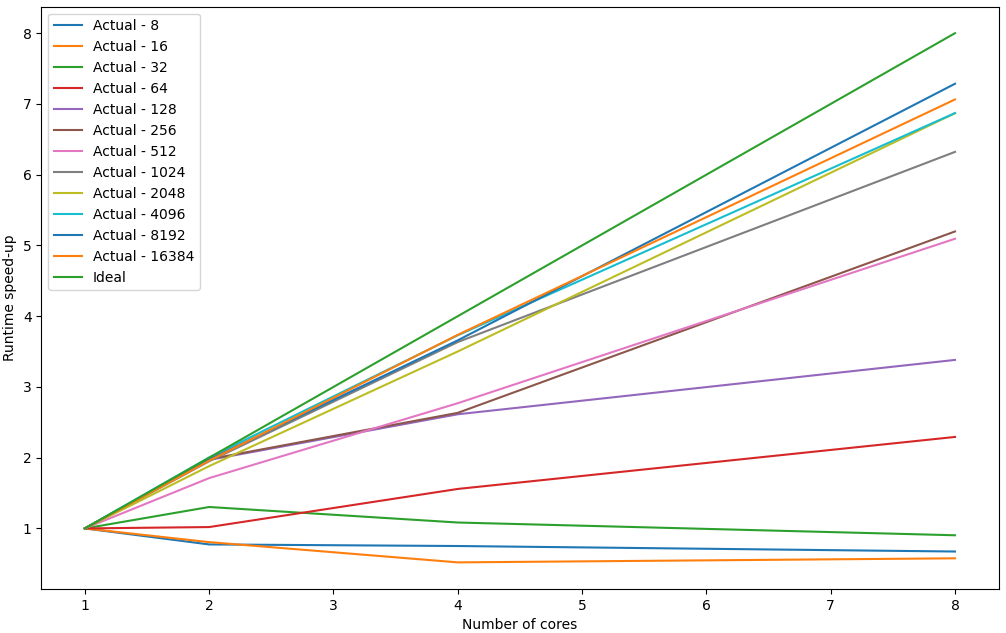 Actual - 8
Actual - 16
Actual - 32
Actual - 64
Actual - 128
Actual - 256
Actual - 512
Actual - 1024
Actual - 2048
Actual - 4096
Actual - 8192
Actual - 16384
Ideal
8
7
6
5
4
3
2
1
Runtime speed-up
1 2 3 4 5 6 7 8
Number of cores